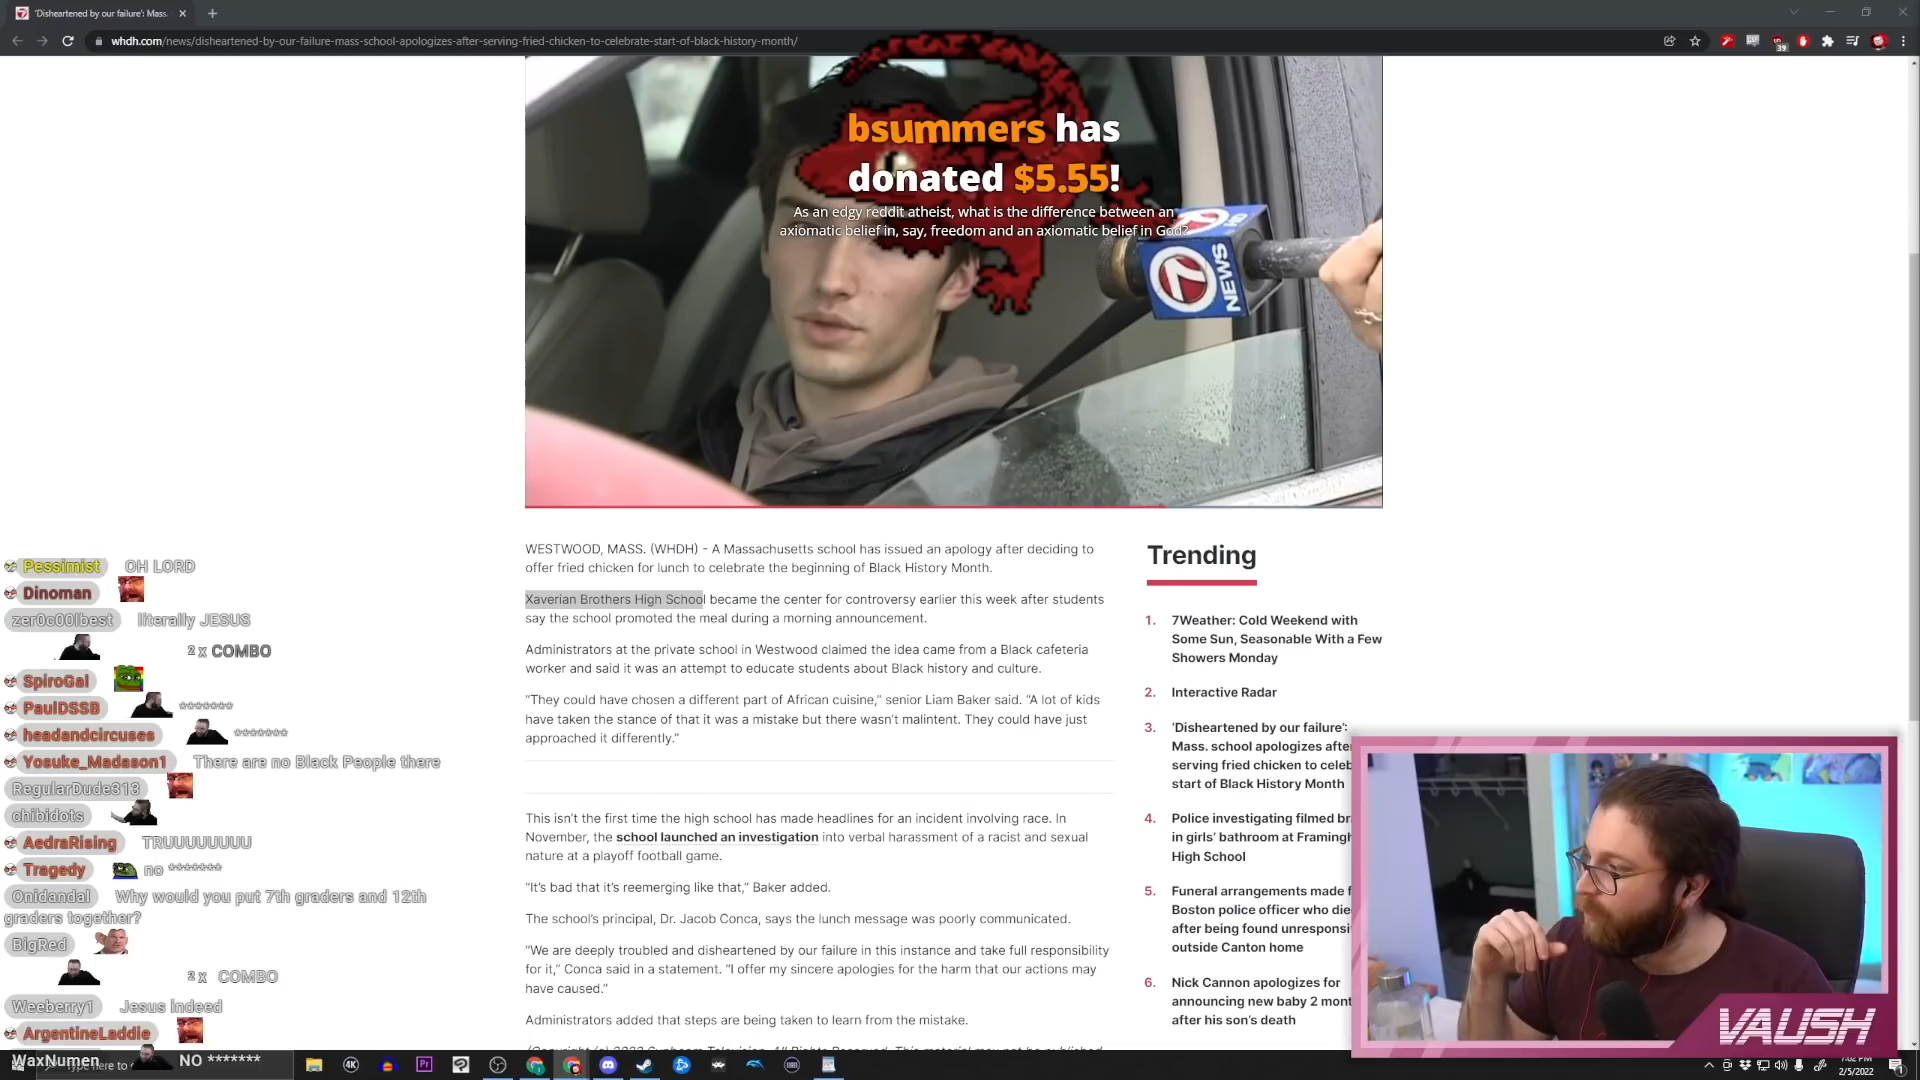 'Disheartened by our failure': Mass.
whdh.com/news/disheartened-by-our-failure-mass-school-apologizes-after-serving-fried-chicken-to-celebrate-start-of-black-history-month/
39
bsummers has
donated $5.55!
As an edgy reddit atheist, what is the difference between an
axiomatic belief in, say, freedom and an axiomatic belief in God?
7
NEWS
WESTWOOD, MASS. (WHDH) - A Massachusetts school has issued an apology after deciding to
offer fried chicken for lunch to celebrate the beginning of Black History Month.
Xaverian Brothers High School became the center for controversy earlier this week after students
say the school promoted the meal during a morning announcement.
Administrators at the private school in Westwood claimed the idea came from a Black cafeteria
worker and said it was an attempt to educate students about Black history and culture.
“They could have chosen a different part of African cuisine,” senior Liam Baker said. “A lot of kids
have taken the stance of that it was a mistake but there wasn’t malintent. They could have just
approached it differently.”
This isn’t the first time the high school has made headlines for an incident involving race. In
November, the school launched an investigation into verbal harassment of a racist and sexual
nature at a playoff football game.
“It’s bad that it’s reemerging like that,” Baker added.
The school’s principal, Dr. Jacob Conca, says the lunch message was poorly communicated.
“We are deeply troubled and disheartened by our failure in this instance and take full responsibility
for it,” Conca said in a statement. “I offer my sincere apologies for the harm that our actions may
have caused.”
Administrators added that steps are being taken to learn from the mistake.
Trending
1. 7Weather: Cold Weekend with
Some Sun, Seasonable With a Few
Showers Monday
2. Interactive Radar
3. ‘Disheartened by our failure’:
Mass. school apologizes after
serving fried chicken to celeb
start of Black History Month
4. Police investigating filmed br
in girls’ bathroom at Framingh
High School
5. Funeral arrangements made f
Boston police officer who die
after being found unresponsi
outside Canton home
6. Nick Cannon apologizes for
announcing new baby 2 mont
after his son’s death
Pessimist OH LORD
Dinoman
zer0c00lbest literally JESUS
2 x COMBO
SpiroGal
PaulDSSB *******
headandcircuses *******
Yosuke_Madason1 There are no Black People there
RegularDude313
chibidots
AedraRising TRUUUUUUUU
Tragedy no *******
Onidandal Why would you put 7th graders and 12th
graders together?
BigRed
2 x COMBO
Weeberry1 Jesus indeed
ArgentineLaddie
WaxNumen NO *******
VAUSH
4K
Pr
7:02 PM
2/5/2022